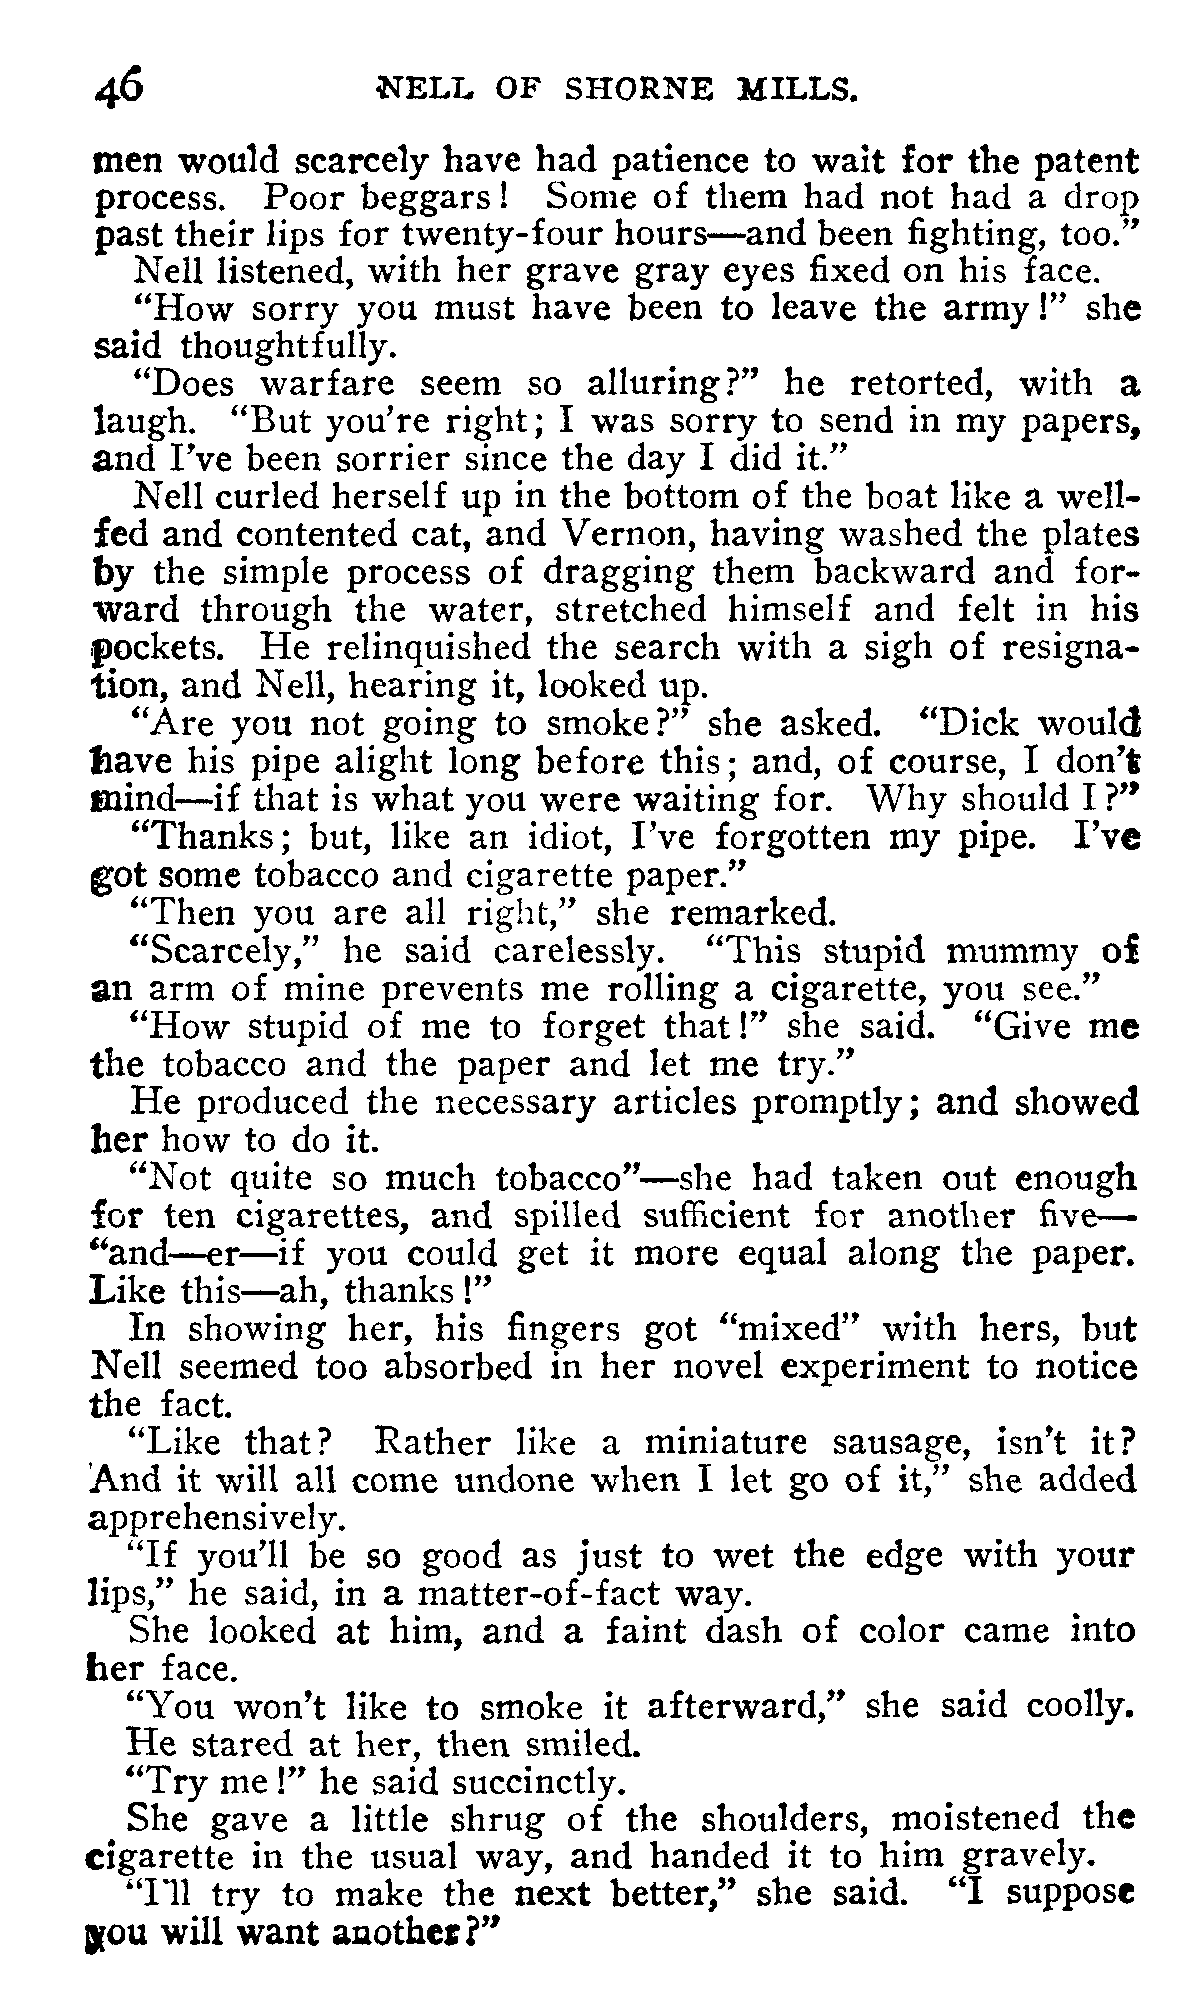 46 NELL OF SHORNE MILLS.
men would scarcely have had patience to wait for the patent
process. Poor beggars! Some of them had not had a drop
past their lips for twenty-four hours—and been fighting, too.”
Nell listened, with her grave gray eyes fixed on his face.
“How sorry you must have been to leave the army!” she
said thoughtfully.
“Does warfare seem so alluring?” he retorted, with a
laugh. “But you’re right; I was sorry to send in my papers,
and I’ve been sorrier since the day I did it.”
Nell curled herself up in the bottom of the boat like a well-
fed and contented cat, and Vernon, having washed the plates
by the simple process of dragging them backward and for-
ward through the water, stretched himself and felt in his
pockets. He relinquished the search with a sigh of resigna-
tion, and Nell, hearing it, looked up.
“Are you not going to smoke?” she asked. “Dick would
have his pipe alight long before this; and, of course, I don’t
mind—if that is what you were waiting for. Why should I?”
“Thanks; but, like an idiot, I’ve forgotten my pipe. I’ve
got some tobacco and cigarette paper.”
“Then you are all right,” she remarked.
“Scarcely,” he said carelessly. “This stupid mummy of
an arm of mine prevents me rolling a cigarette, you see.”
“How stupid of me to forget that!” she said. “Give me
the tobacco and the paper and let me try.”
He produced the necessary articles promptly; and showed
her how to do it.
“Not quite so much tobacco”—she had taken out enough
for ten cigarettes, and spilled sufficient for another five—
“and—er—if you could get it more equal along the paper.
Like this—ah, thanks!”
In showing her, his fingers got “mixed” with hers, but
Nell seemed too absorbed in her novel experiment to notice
the fact.
“Like that? Rather like a miniature sausage, isn’t it?
And it will all come undone when I let go of it,” she added
apprehensively.
“If you’ll be so good as just to wet the edge with your
lips,” he said, in a matter-of-fact way.
She looked at him, and a faint dash of color came into
her face.
“You won’t like to smoke it afterward,” she said coolly.
He stared at her, then smiled.
“Try me!” he said succinctly.
She gave a little shrug of the shoulders, moistened the
cigarette in the usual way, and handed it to him gravely.
“I’ll try to make the next better,” she said. “I suppose
you will want another?”